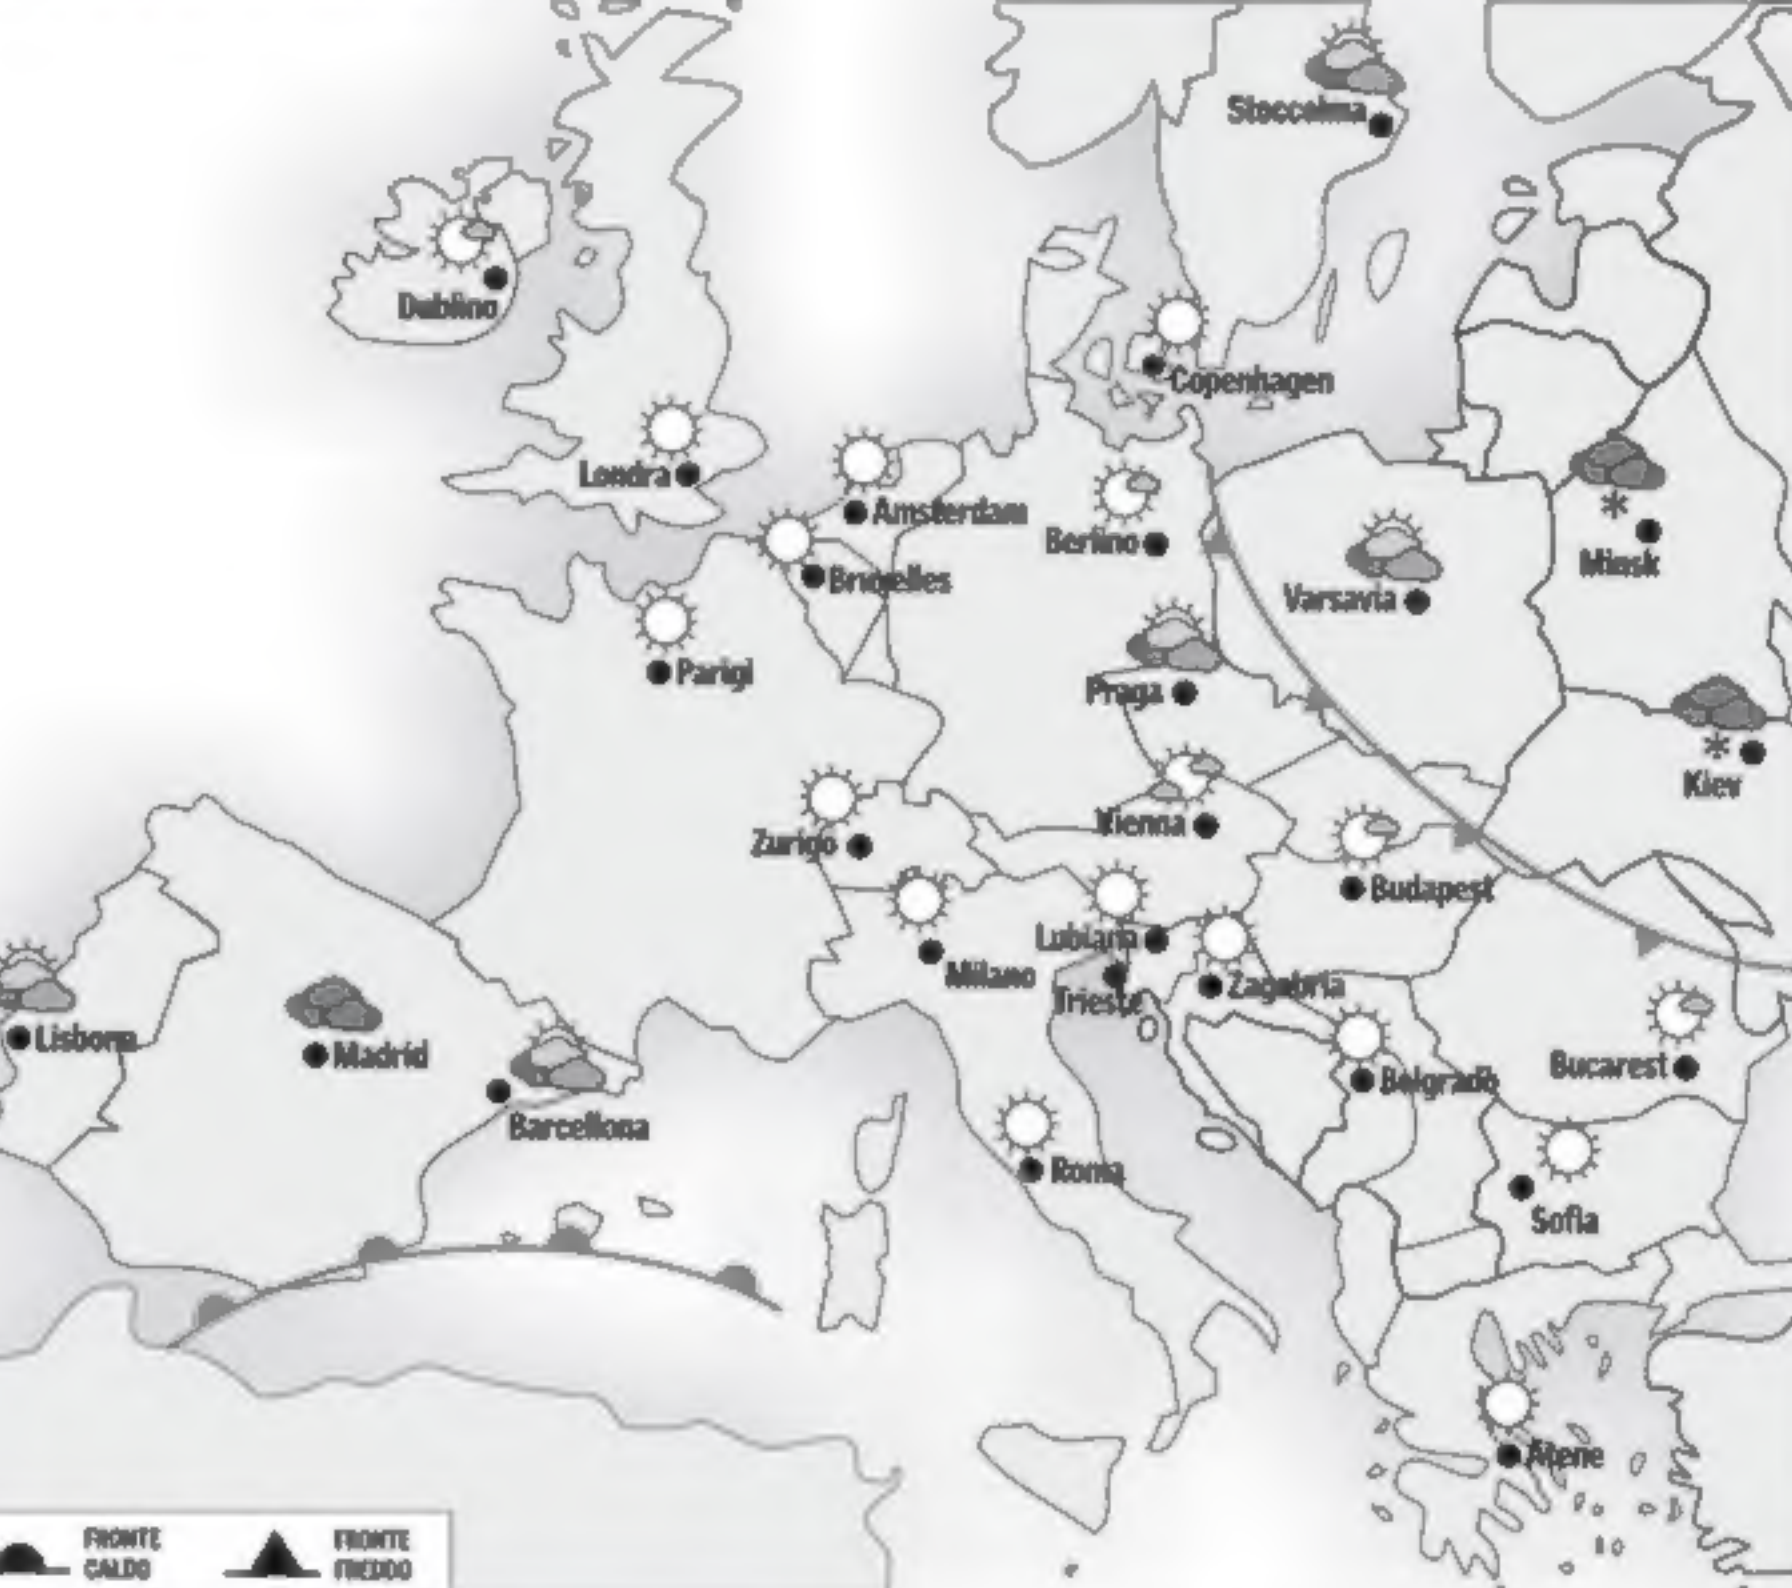 Stoccolma
Dublino
Copenhagen
Londra
Amsterdam
Berlino
Minsk
Bruxelles
Varsavia
Parigi
Praga
Kiev
Vienna
Zurigo
Budapest
Lubiana
Milano
Zagabria
Trieste
Lisbona
Madrid
Bucarest
Belgrado
Barcellona
Roma
Sofia
Atene
FRONTE
CALDO
FRONTE
FREDDO